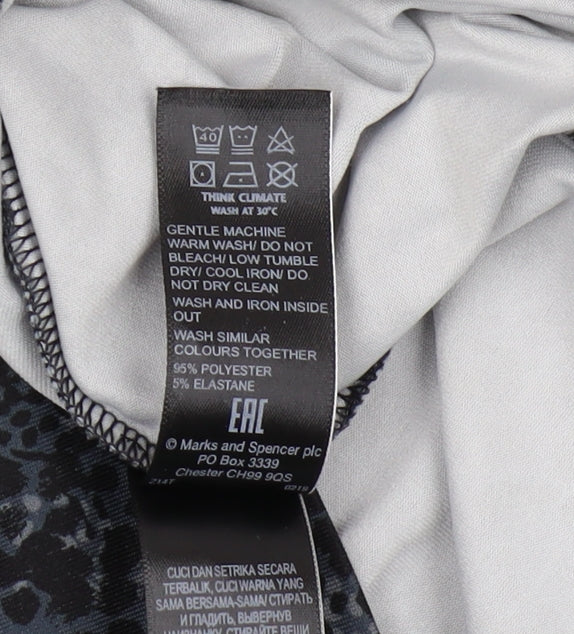 40
THINK CLIMATE
WASH AT 30°C
GENTLE MACHINE
WARM WASH/ DO NOT
BLEACH/ LOW TUMBLE
DRY/ COOL IRON/ DO
NOT DRY CLEAN
WASH AND IRON INSIDE
OUT
WASH SIMILAR
COLOURS TOGETHER
95% POLYESTER
5% ELASTANE
EAC
© Marks and Spencer plc
PO Box 3339
Chester CH99 9QS
CUCI DAN SETRIKA SECARA
TERBALIK, CUCI WARNA YANG
SAMA BERSAMA-SAMA/ СТИРАТЬ
И ГЛАДИТЬ, ВЫВЕРНУВ